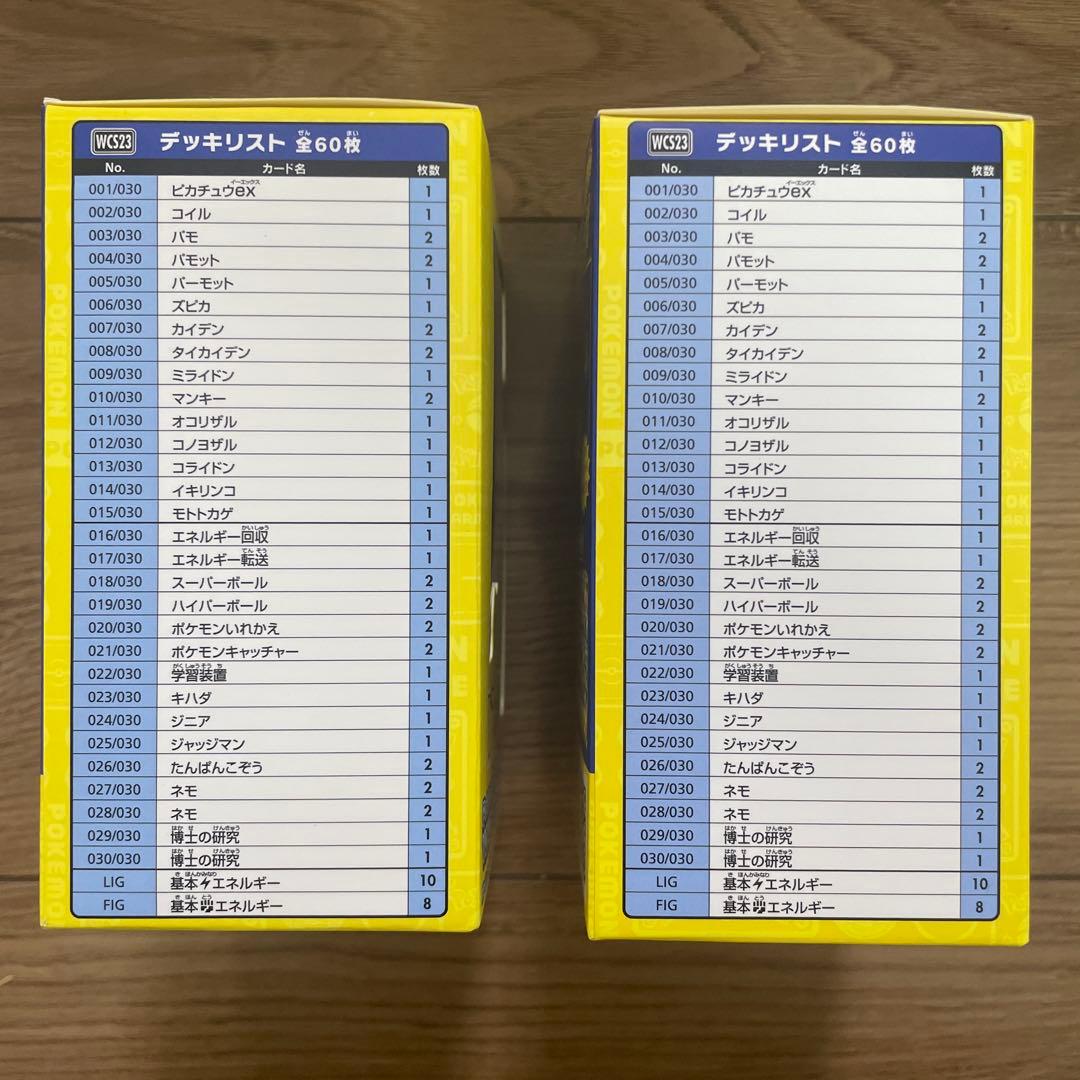 WCS23 デッキリスト 全60枚
No. カード名 枚数
001/030 ピカチュウex 1
002/030 コイル 1
003/030 パモ 2
004/030 パモット 2
005/030 パーモット 1
006/030 ズピカ 1
007/030 カイデン 2
008/030 タイカイデン 2
009/030 ミライドン 1
010/030 マンキー 2
011/030 オコリザル 1
012/030 コノヨザル 1
013/030 コライドン 1
014/030 イキリンコ 1
015/030 モトトカゲ 1
016/030 エネルギー回収 1
017/030 エネルギー転送 1
018/030 スーパーボール 2
019/030 ハイパーボール 2
020/030 ポケモンいれかえ 2
021/030 ポケモンキャッチャー 2
022/030 学習装置 1
023/030 キハダ 1
024/030 ジニア 1
025/030 ジャッジマン 1
026/030 たんぱんこぞう 2
027/030 ネモ 2
028/030 ネモ 2
029/030 博士の研究 1
030/030 博士の研究 1
LIG 基本エネルギー 10
FIG 基本エネルギー 8
POKEMON
POKEMON
WCS23 デッキリスト 全60枚
No. カード名 枚数
001/030 ピカチュウex 1
002/030 コイル 1
003/030 パモ 2
004/030 パモット 2
005/030 パーモット 1
006/030 ズピカ 1
007/030 カイデン 2
008/030 タイカイデン 2
009/030 ミライドン 1
010/030 マンキー 2
011/030 オコリザル 1
012/030 コノヨザル 1
013/030 コライドン 1
014/030 イキリンコ 1
015/030 モトトカゲ 1
016/030 エネルギー回収 1
017/030 エネルギー転送 1
018/030 スーパーボール 2
019/030 ハイパーボール 2
020/030 ポケモンいれかえ 2
021/030 ポケモンキャッチャー 2
022/030 学習装置 1
023/030 キハダ 1
024/030 ジニア 1
025/030 ジャッジマン 1
026/030 たんぱんこぞう 2
027/030 ネモ 2
028/030 ネモ 2
029/030 博士の研究 1
030/030 博士の研究 1
LIG 基本エネルギー 10
FIG 基本エネルギー 8